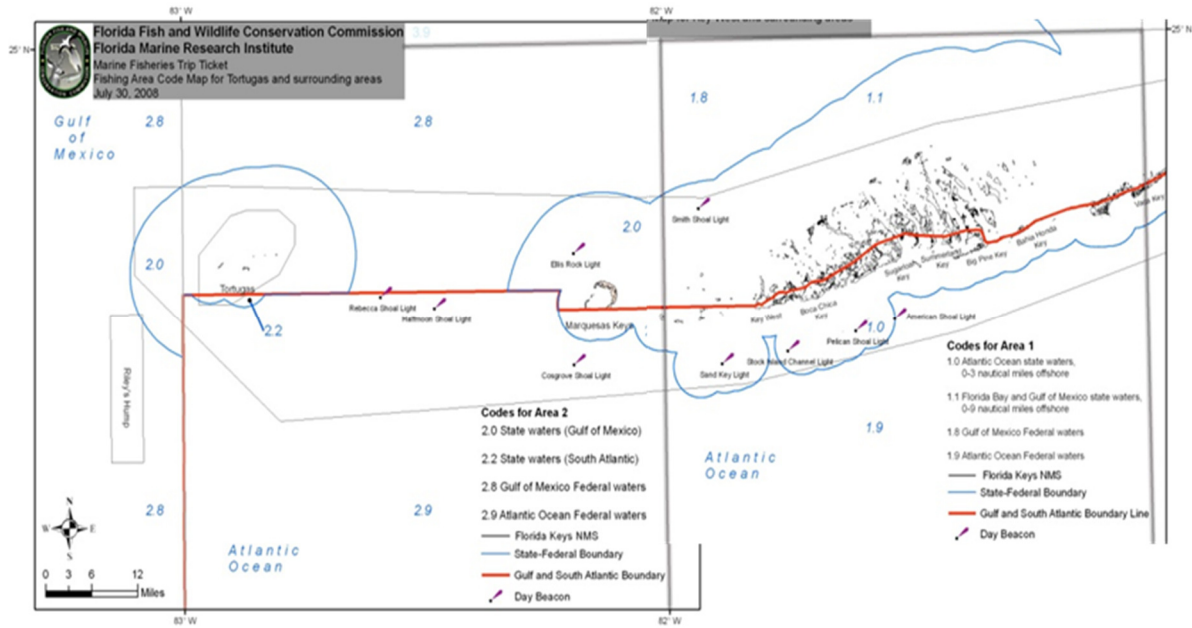 83° W
82° W
Florida Fish and Wildlife Conservation Commission
Florida Marine Research Institute
Marine Fisheries Trip Ticket
Fishing Area Code Map for Tortugas and surrounding areas
July 30, 2008
3.9
Map for Key West and surrounding areas
25° N
25° N
Gulf
of
Mexico
2.8
2.8
1.8
1.1
Smith Shoal Light
2.0
Ellis Rock Light
2.0
Tortugas
Rebecca Shoal Light
Halfmoon Shoal Light
2.2
Marquesas Keys
Cosgrove Shoal Light
Sand Key Light
Stock Island Channel Light
Pelican Shoal Light
1.0
American Shoal Light
Key West
Boca Chica
Key
Sugarloaf
Key
Summerland
Key
Big Pine Key
Bahia Honda
Key
Vaca Key
Riley's Hump
1.9
Atlantic
Ocean
2.8
2.9
Atlantic
Ocean
Codes for Area 2
2.0 State waters (Gulf of Mexico)
2.2 State waters (South Atlantic)
2.8 Gulf of Mexico Federal waters
2.9 Atlantic Ocean Federal waters
Florida Keys NMS
State-Federal Boundary
Gulf and South Atlantic Boundary
Day Beacon
Codes for Area 1
1.0 Atlantic Ocean state waters,
0-3 nautical miles offshore
1.1 Florida Bay and Gulf of Mexico state waters,
0-9 nautical miles offshore
1.8 Gulf of Mexico Federal waters
1.9 Atlantic Ocean Federal waters
Florida Keys NMS
State-Federal Boundary
Gulf and South Atlantic Boundary Line
Day Beacon
N
W E
S
0 3 6 12
Miles
83° W
82° W